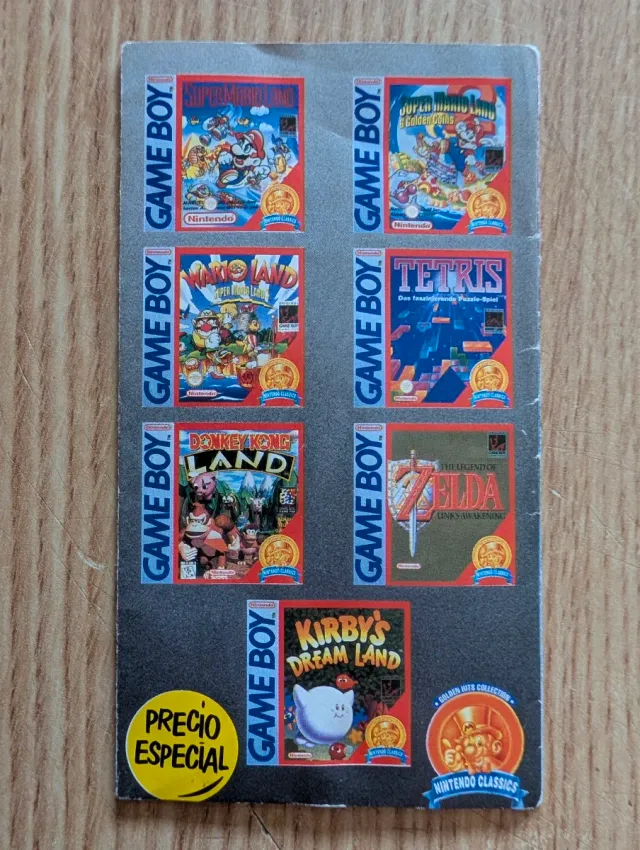 Nintendo
GAME BOY
SUPER MARIO LAND
Nintendo
NINTENDO CLASSICS
Nintendo
GAME BOY
SUPER MARIO LAND
2
6 Golden Coins
Nintendo
NINTENDO CLASSICS
Nintendo
GAME BOY
WARIO LAND
SUPER MARIO LAND 3
GAME BOY
Nintendo
NINTENDO CLASSICS
Nintendo
GAME BOY
TETRIS
Das faszinierende Puzzle-Spiel
Nintendo
NINTENDO CLASSICS
Nintendo
GAME BOY
DONKEY KONG
LAND
Nintendo
NINTENDO CLASSICS
Nintendo
GAME BOY
THE LEGEND OF
ZELDA
LINK'S AWAKENING
Nintendo
NINTENDO CLASSICS
Nintendo
GAME BOY
KIRBY'S
DREAM LAND
Nintendo
NINTENDO CLASSICS
PRECIO
ESPECIAL
GOLDEN HITS COLLECTION
NINTENDO CLASSICS